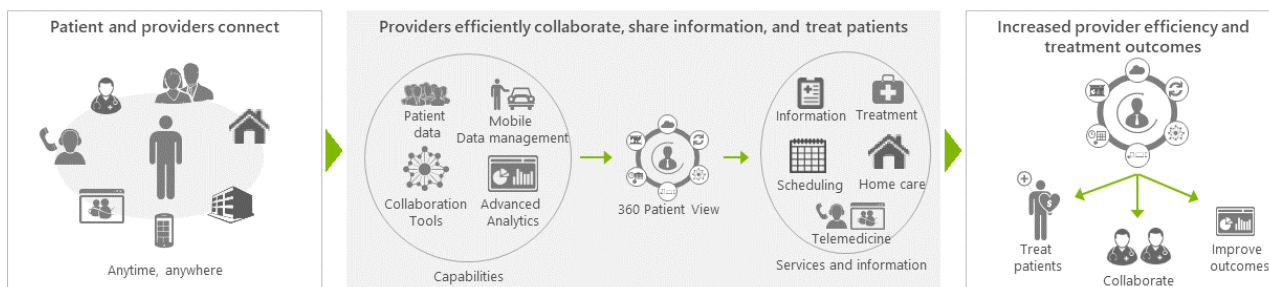 Patient and providers connect
Anytime, anywhere
Providers efficiently collaborate, share information, and treat patients
Patient
data
Mobile
Data management
Collaboration
Tools
Advanced
Analytics
Capabilities
360 Patient View
Information
Treatment
Scheduling
Home care
Telemedicine
Services and information
Increased provider efficiency and
treatment outcomes
Treat
patients
Collaborate
Improve
outcomes